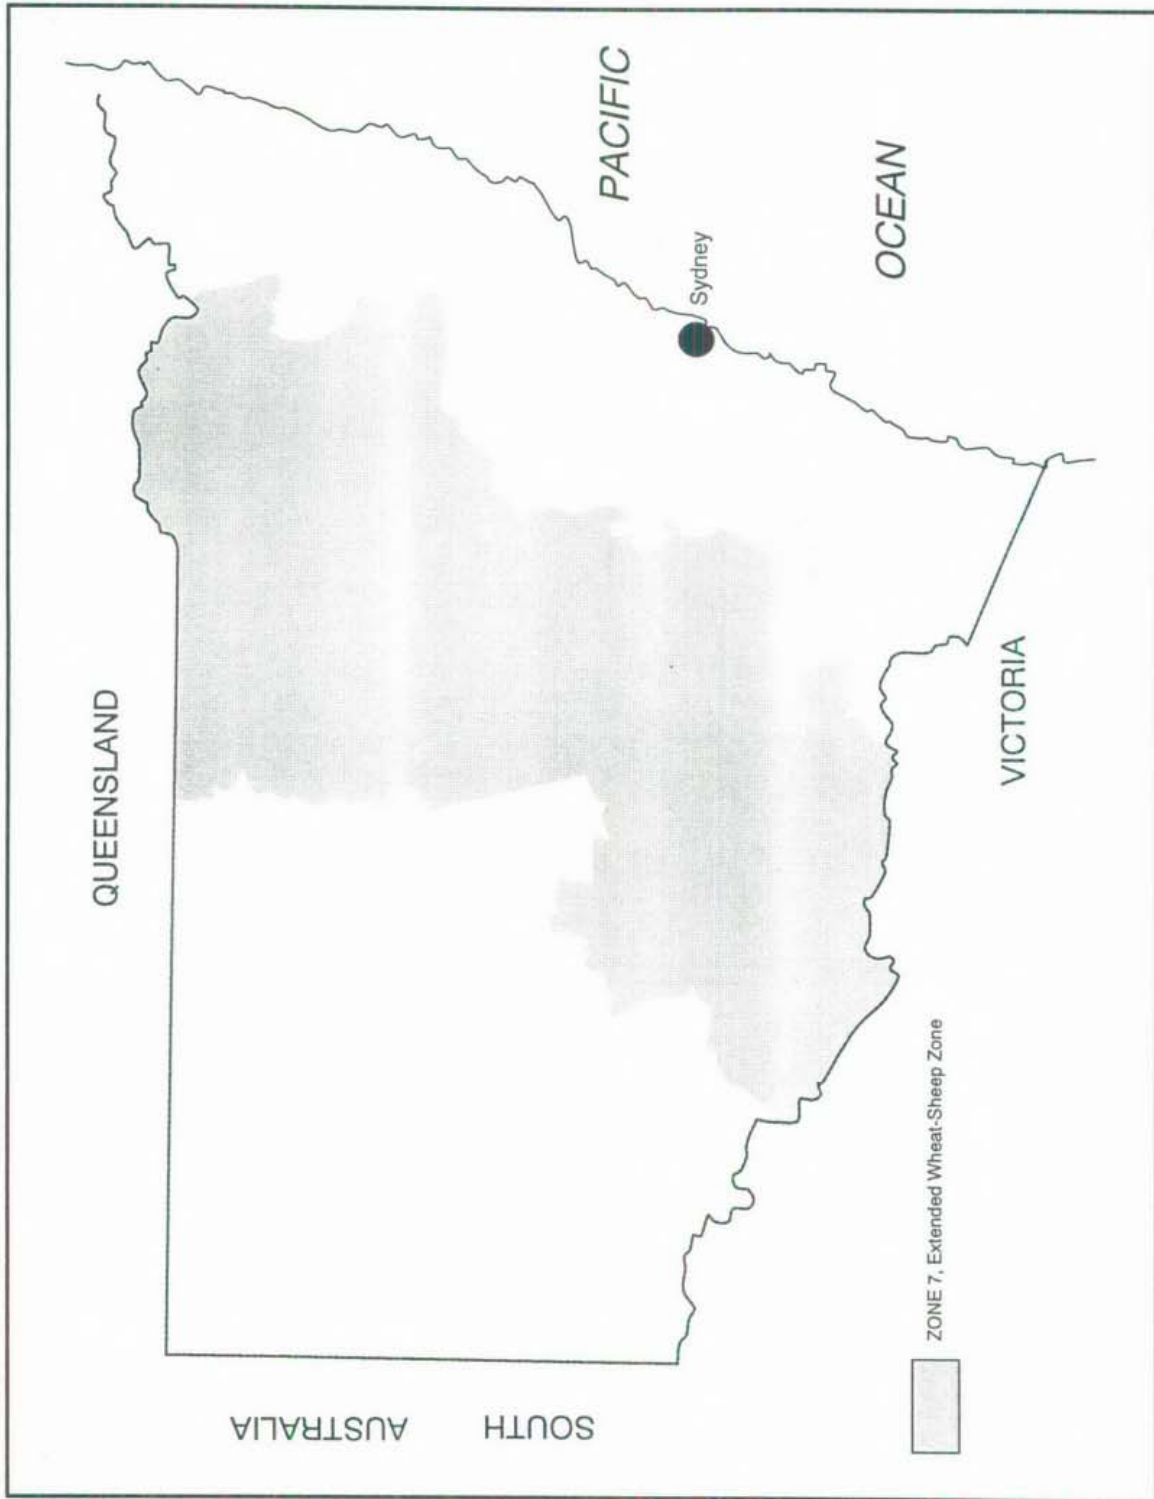 QUEENSLAND
PACIFIC
OCEAN
Sydney
SOUTH
AUSTRALIA
VICTORIA
ZONE 7, Extended Wheat-Sheep Zone